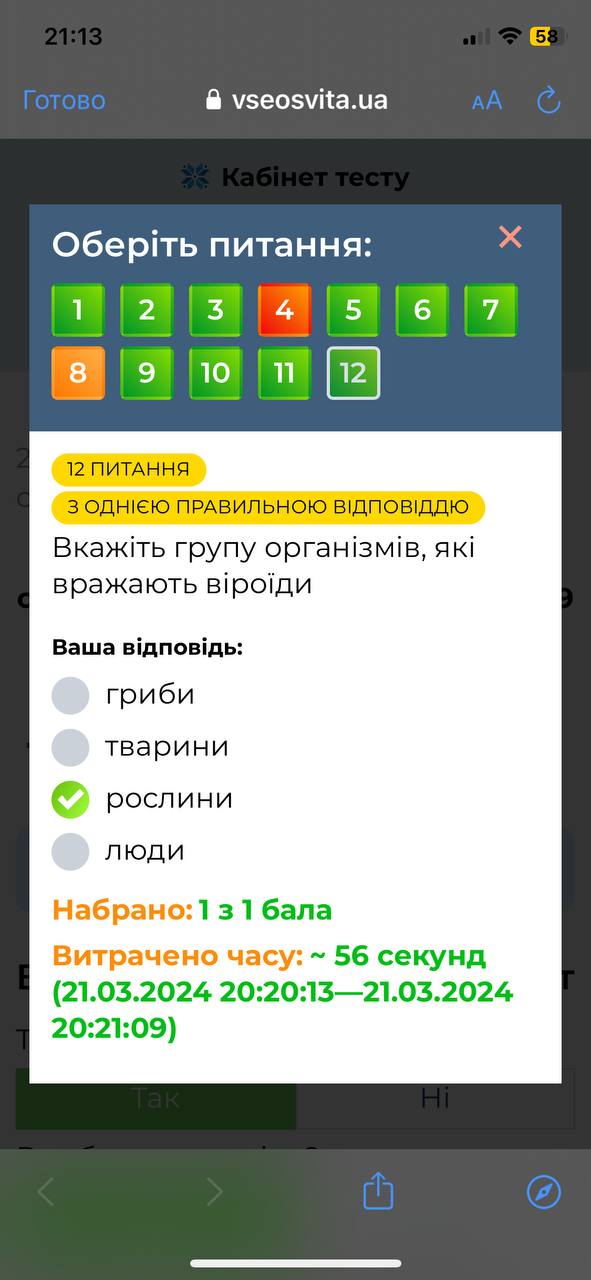 21:13
58
Готово
vseosvita.ua
AA
Кабінет тесту
Оберіть питання:
1 2 3 4 5 6 7
8 9 10 11 12
12 ПИТАННЯ
З ОДНІЄЮ ПРАВИЛЬНОЮ ВІДПОВІДДЮ
Вкажіть групу організмів, які
вражають віроїди
Ваша відповідь:
гриби
тварини
рослини
люди
Набрано: 1 з 1 бала
Витрачено часу: ~ 56 секунд
(21.03.2024 20:20:13—21.03.2024
20:21:09)
Так
Ні